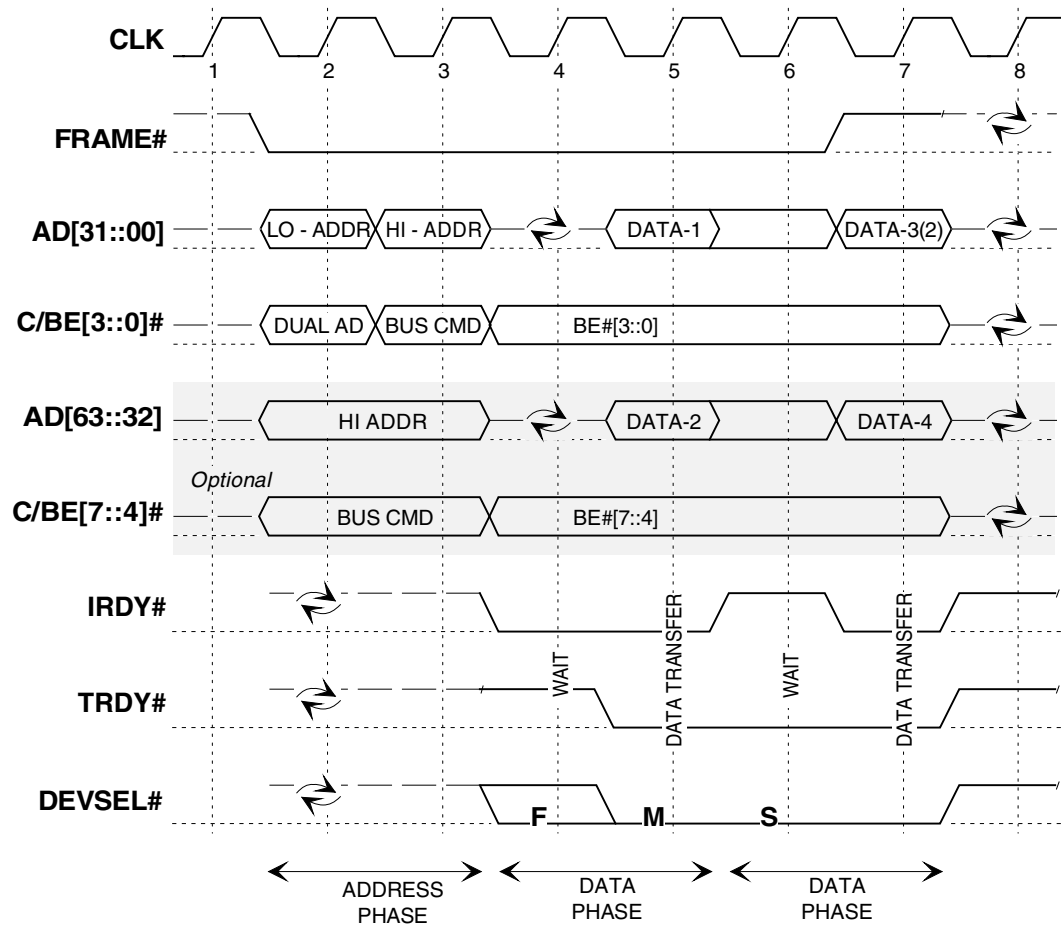 CLK
1 2 3 4 5 6 7 8
FRAME#
AD[31::00] LO - ADDR HI - ADDR DATA-1 DATA-3(2)
C/BE[3::0]# DUAL AD BUS CMD BE#[3::0]
AD[63::32] HI ADDR DATA-2 DATA-4
Optional
C/BE[7::4]# BUS CMD BE#[7::4]
IRDY#
WAIT
DATA TRANSFER
WAIT
DATA TRANSFER
TRDY#
DEVSEL# F M S
ADDRESS
PHASE
DATA
PHASE
DATA
PHASE